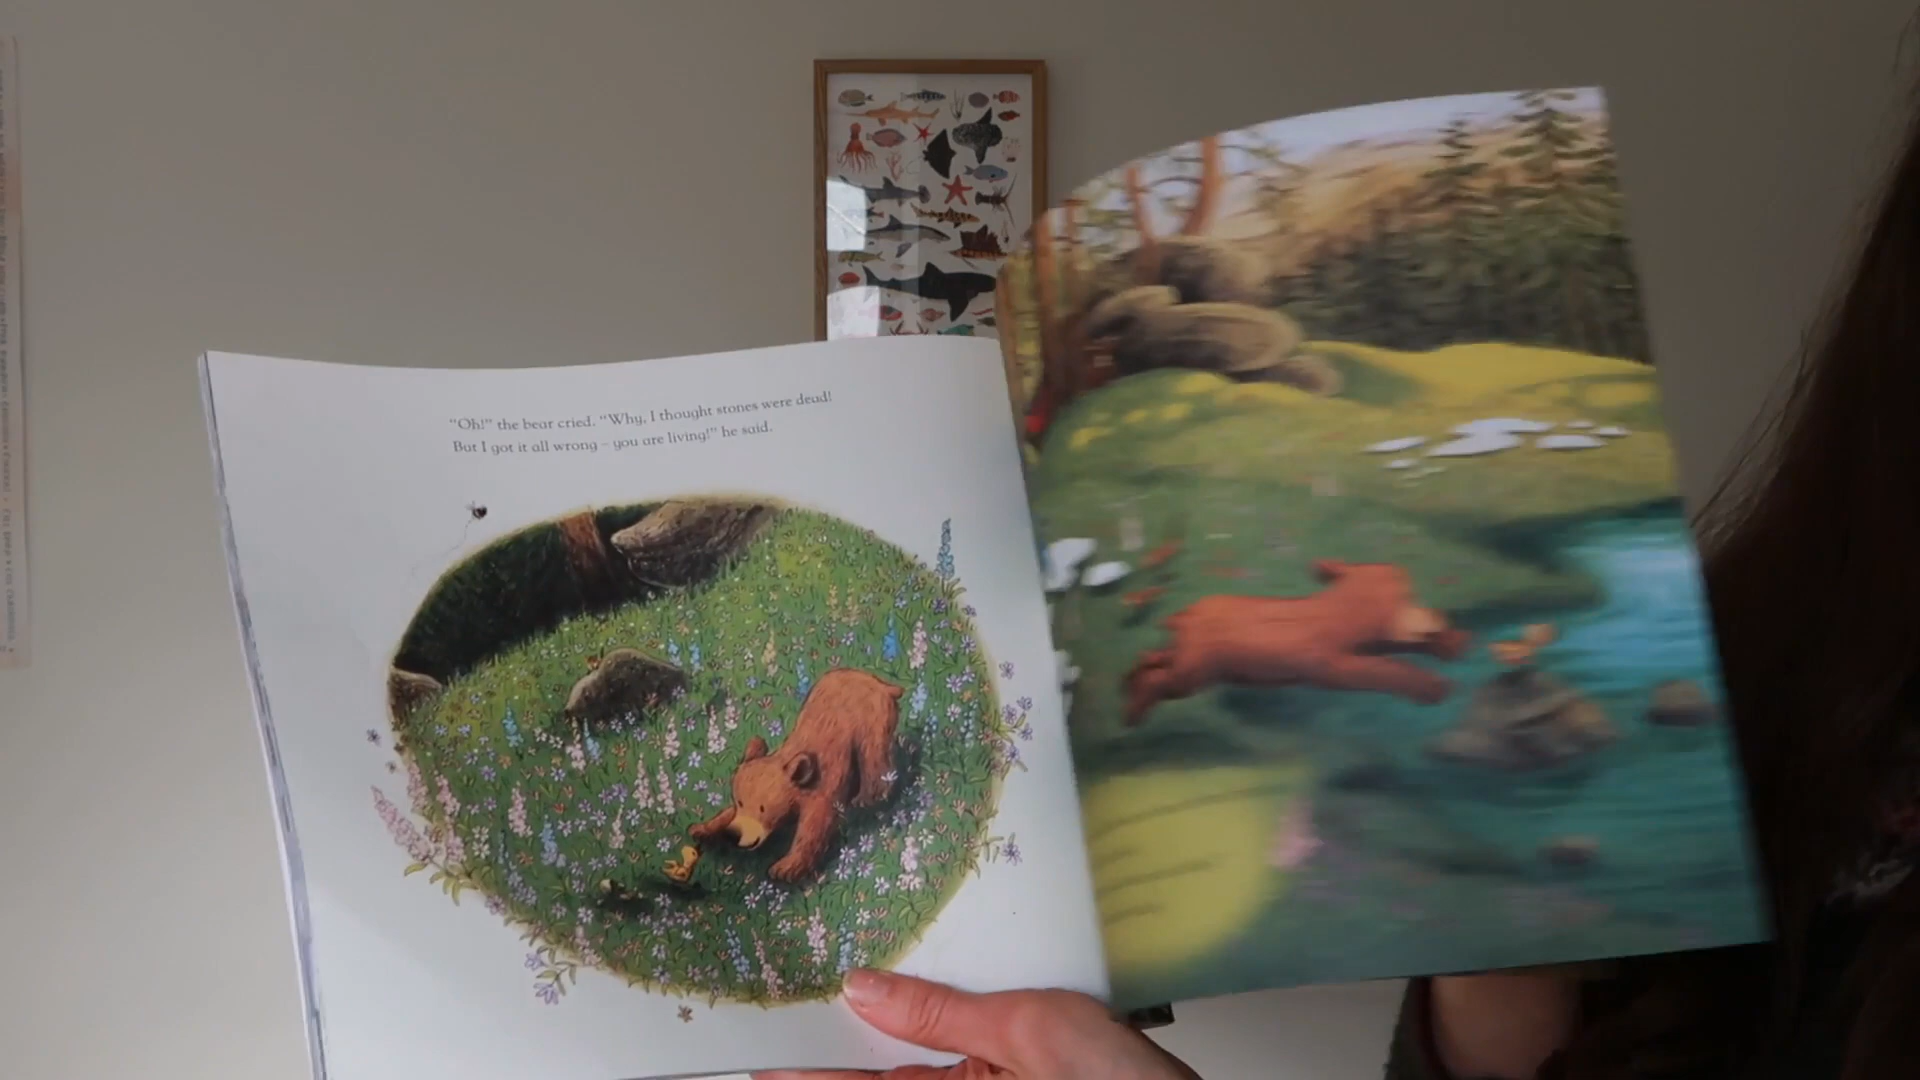 “Oh!” the bear cried. “Why, I thought stones were dead!
But I got it all wrong – you are living!” he said.